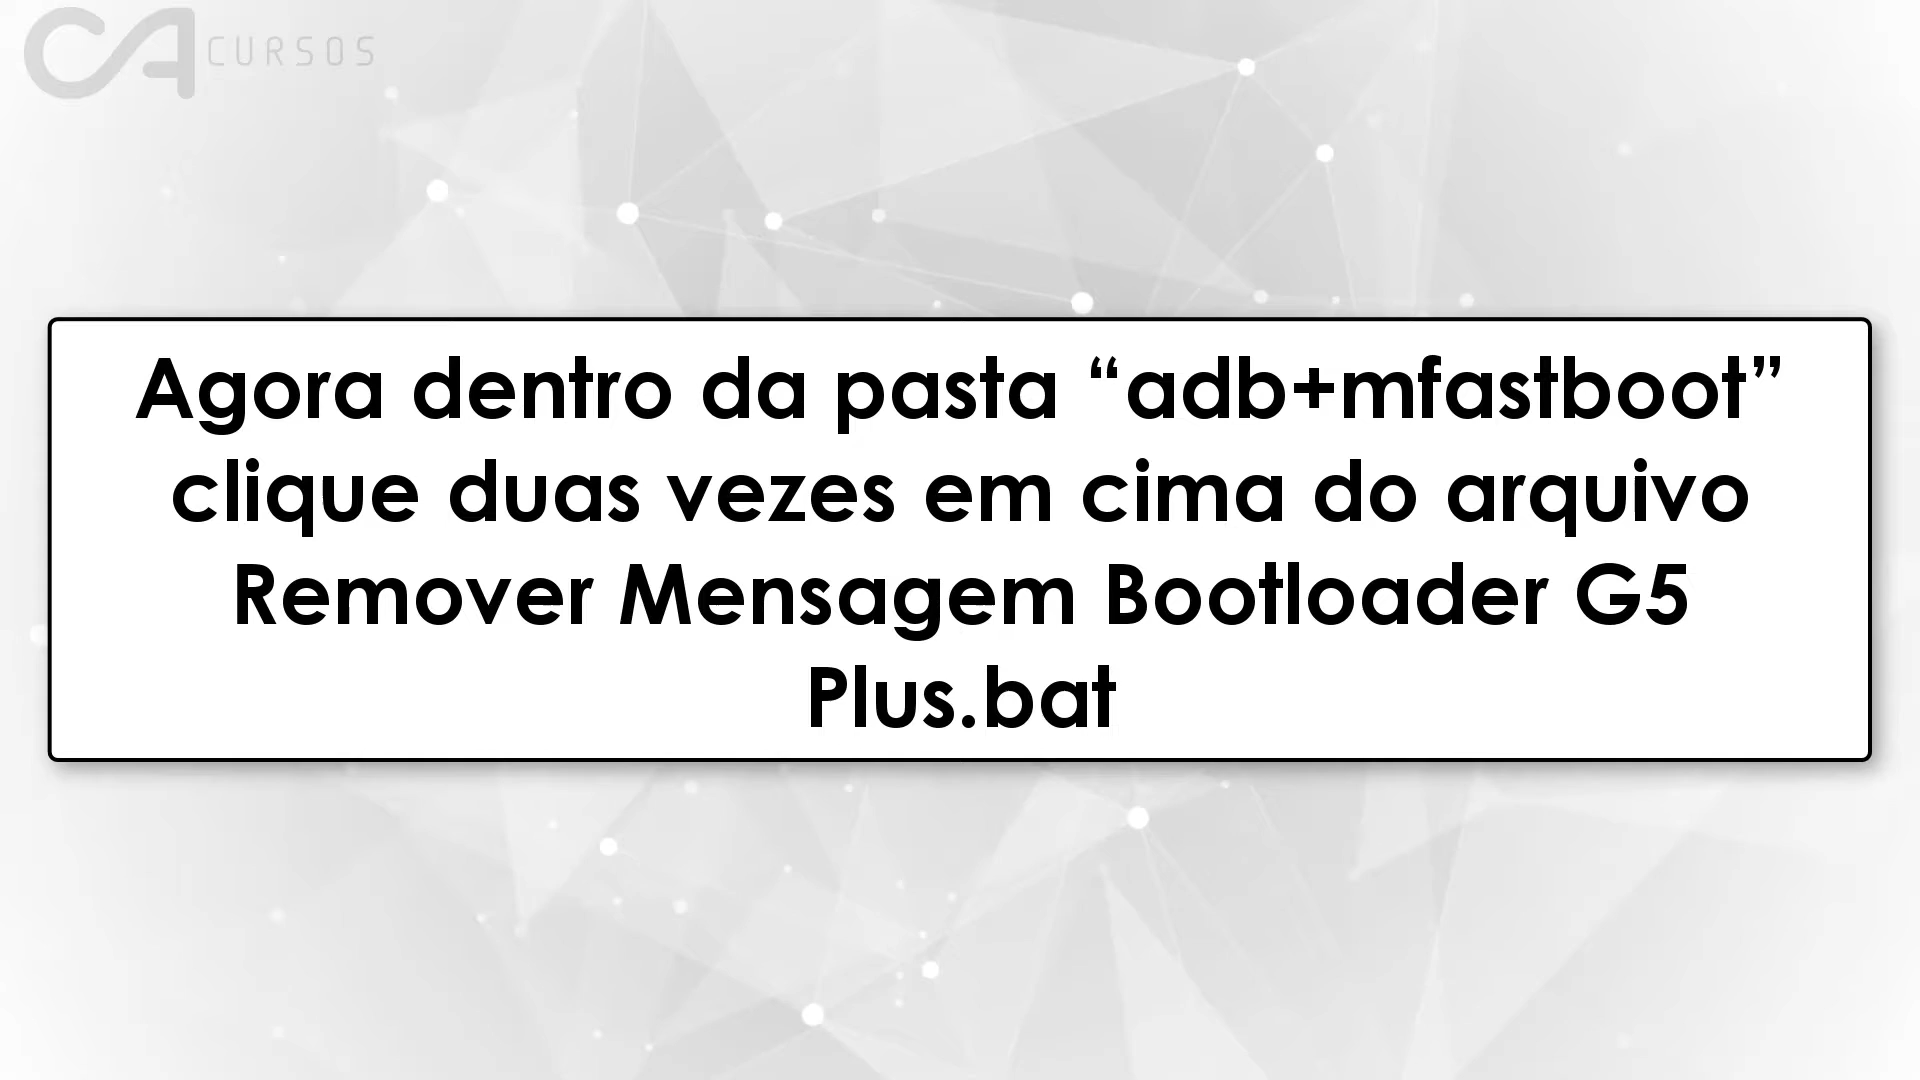 CA CURSOS
Agora dentro da pasta “adb+mfastboot”
clique duas vezes em cima do arquivo
Remover Mensagem Bootloader G5
Plus.bat